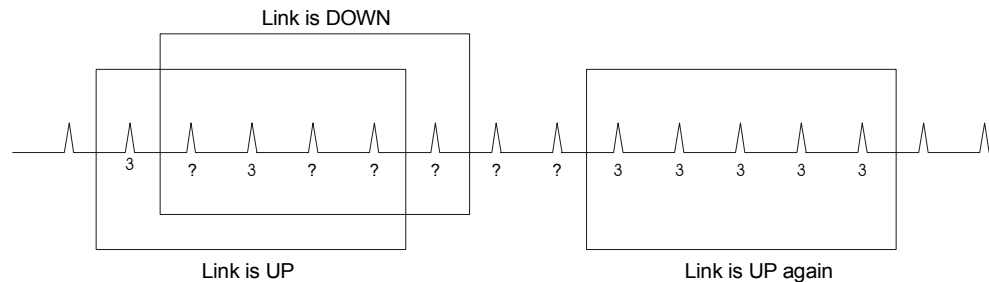 Link is DOWN
3 ? 3 ? ? ? ? ? 3 3 3 3 3
Link is UP Link is UP again